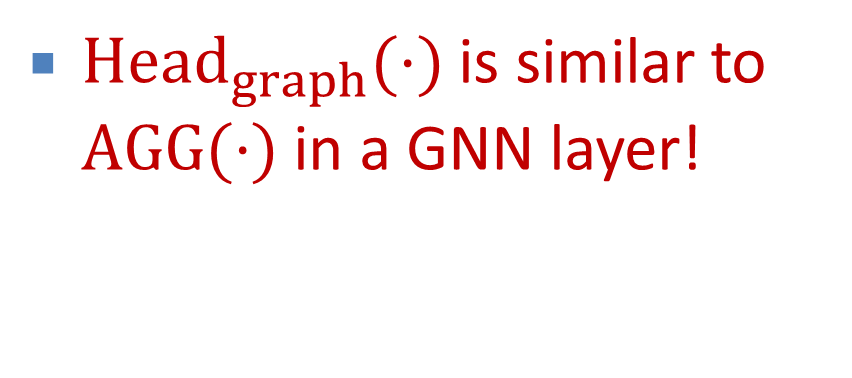 ▪ Head_graph(·) is similar to
AGG(·) in a GNN layer!